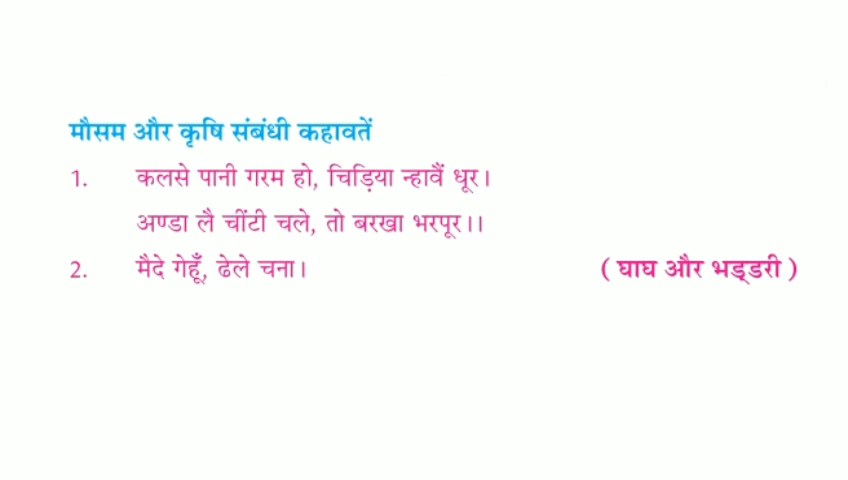 मौसम और कृषि संबंधी कहावतें
1. कलसे पानी गरम हो, चिड़िया न्हावैं धूर।
अण्डा लै चींटी चले, तो बरखा भरपूर।।
2. मैदे गेहूँ, ढेले चना। ( घाघ और भड्डरी )